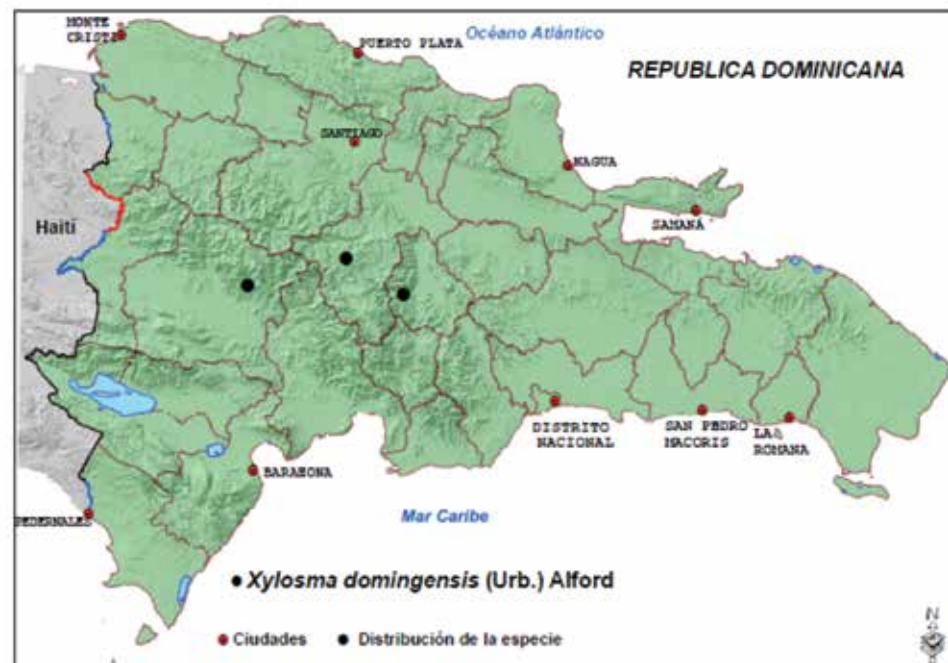 MONTE
CRISTI
PUERTO PLATA
Océano Atlántico
REPUBLICA DOMINICANA
SANTIAGO
NAGUA
SAMANÁ
Haití
DISTRITO
NACIONAL
SAN PEDRO
MACORIS
LA
ROMANA
BARAHONA
PEDERNALES
Mar Caribe
Xylosma domingensis (Urb.) Alford
Ciudades
Distribución de la especie
N